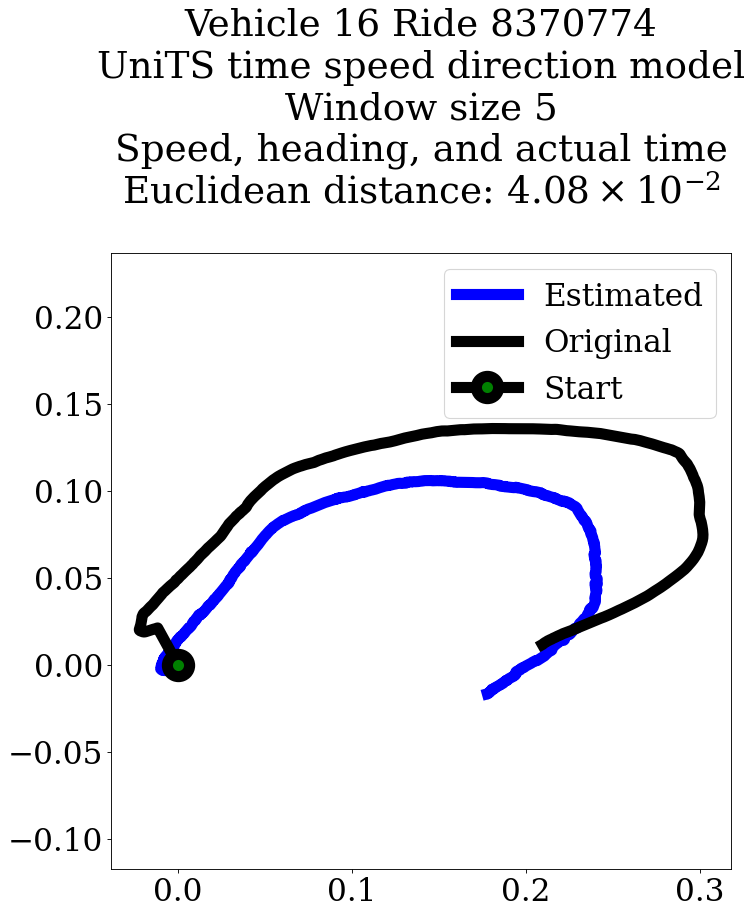 Vehicle 16 Ride 8370774
UniTS time speed direction model
Window size 5
Speed, heading, and actual time
Euclidean distance: 4.08 × 10⁻²
Estimated
Original
Start
0.20
0.15
0.10
0.05
0.00
−0.05
−0.10
0.0 0.1 0.2 0.3